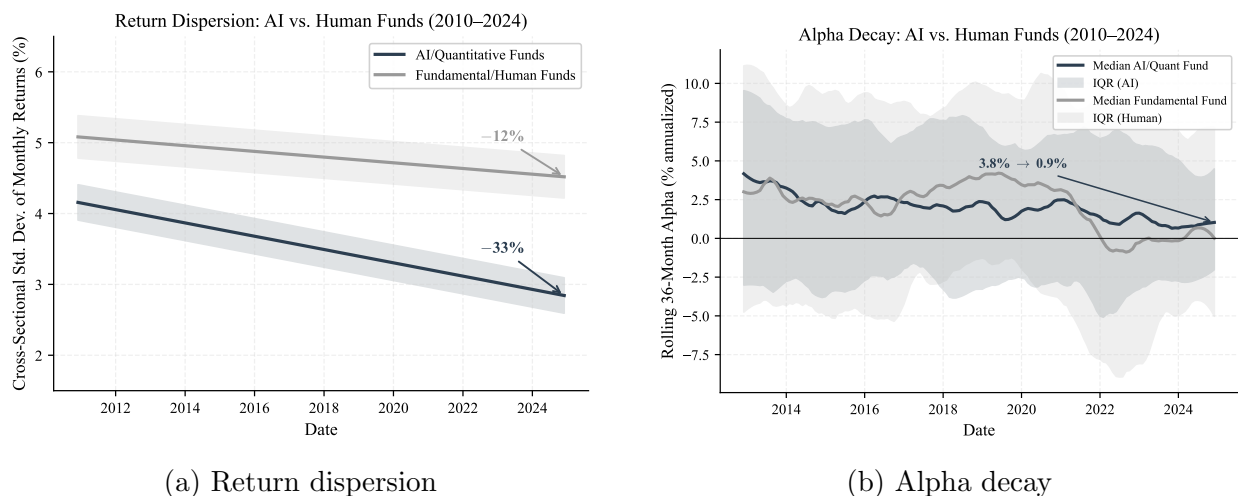 Return Dispersion: AI vs. Human Funds (2010–2024)
Cross-Sectional Std. Dev. of Monthly Returns (%)
AI/Quantitative Funds
Fundamental/Human Funds
6
5
4
3
2
−12%
−33%
2012 2014 2016 2018 2020 2022 2024
Date
(a) Return dispersion
Alpha Decay: AI vs. Human Funds (2010–2024)
Rolling 36-Month Alpha (% annualized)
Median AI/Quant Fund
IQR (AI)
Median Fundamental Fund
IQR (Human)
10.0
7.5
5.0
2.5
0.0
−2.5
−5.0
−7.5
3.8% → 0.9%
2014 2016 2018 2020 2022 2024
Date
(b) Alpha decay